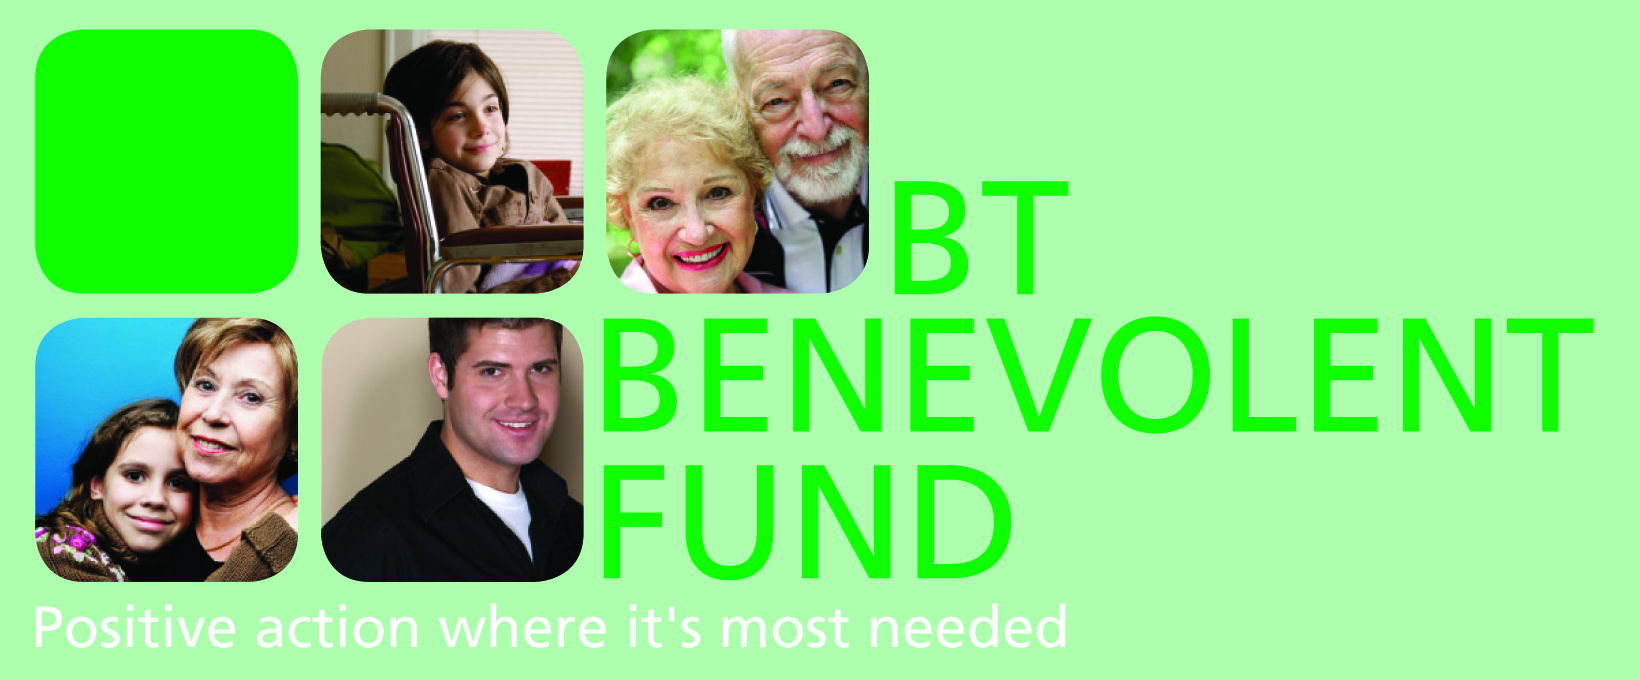 BT
BENEVOLENT
FUND
Positive action where it's most needed